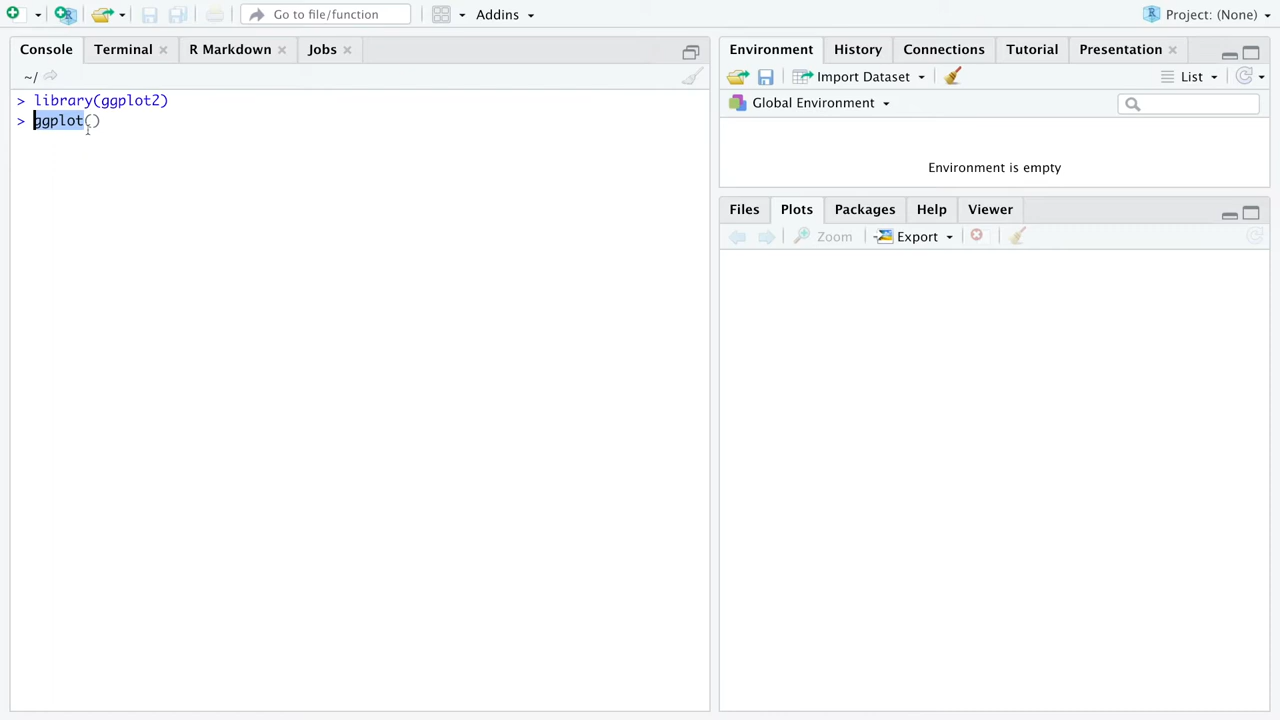 Go to file/function
Addins
Project: (None)
Console
Terminal
R Markdown
Jobs
~/
> library(ggplot2)
> ggplot()
Environment
History
Connections
Tutorial
Presentation
Import Dataset
List
Global Environment
Environment is empty
Files
Plots
Packages
Help
Viewer
Zoom
Export